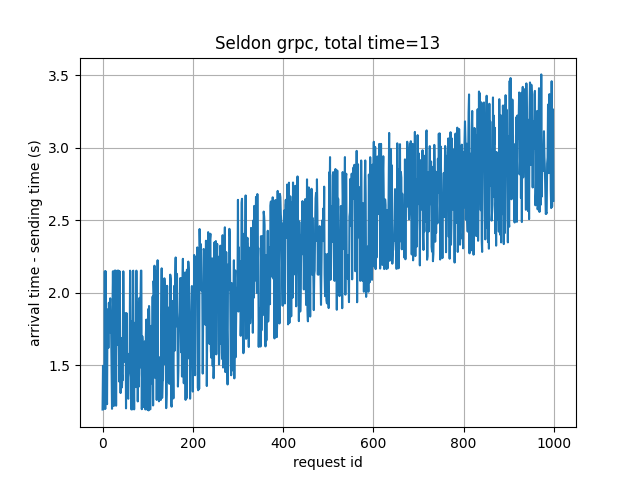 Seldon grpc, total time=13
3.5
3.0
2.5
2.0
1.5
arrival time - sending time (s)
0 200 400 600 800 1000
request id